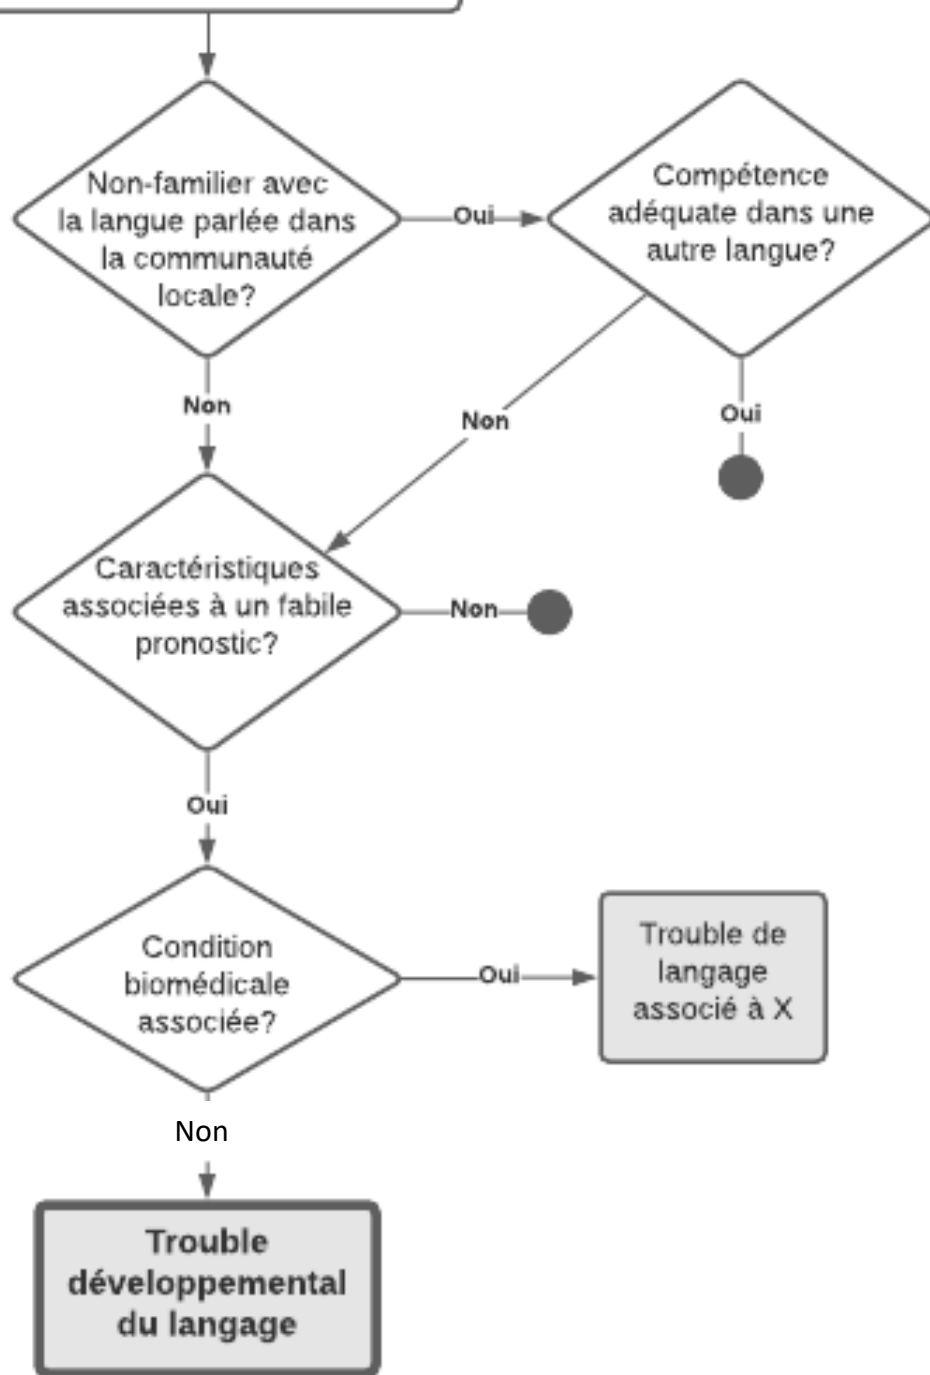 Non-familier avec
la langue parlée dans
la communauté
locale?
Oui
Compétence
adéquate dans une
autre langue?
Non
Non
Oui
Caractéristiques
associées à un fabile
pronostic?
Non
Oui
Condition
biomédicale
associée?
Oui
Trouble de
langage
associé à X
Non
Trouble
développemental
du langage